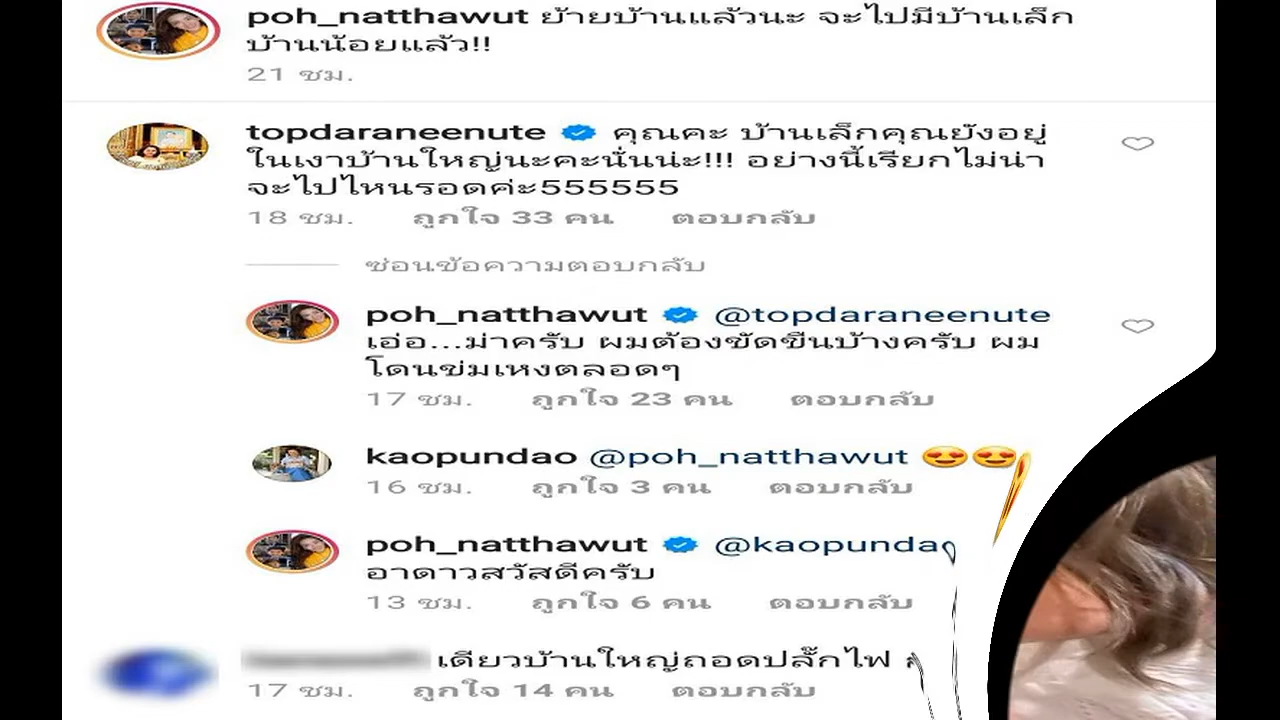 poh_natthawut ย้ายบ้านแล้วนะ จะไปมีบ้านเล็ก
บ้านน้อยแล้ว!!
21 ชม.
topdaraneenute คุณคะ บ้านเล็กคุณยังอยู่
ในเงาบ้านใหญ่นะคะนั่นน่ะ!!! อย่างนี้เรียกไม่น่า
จะไปไหนรอดค่ะ555555
18 ชม. ถูกใจ 33 คน ตอบกลับ
ซ่อนข้อความตอบกลับ
poh_natthawut @topdaraneenute
เอ่อ...ม่าครับ ผมต้องขัดขืนบ้างครับ ผม
โดนข่มเหงตลอดๆ
17 ชม. ถูกใจ 23 คน ตอบกลับ
kaopundao @poh_natthawut 😍😍
16 ชม. ถูกใจ 3 คน ตอบกลับ
poh_natthawut @kaopunda
อาดาวสวัสดีครับ
13 ชม. ถูกใจ 6 คน ตอบกลับ
เดียวบ้านใหญ่ถอดปลั๊กไฟ
17 ชม. ถูกใจ 14 คน ตอบกลับ